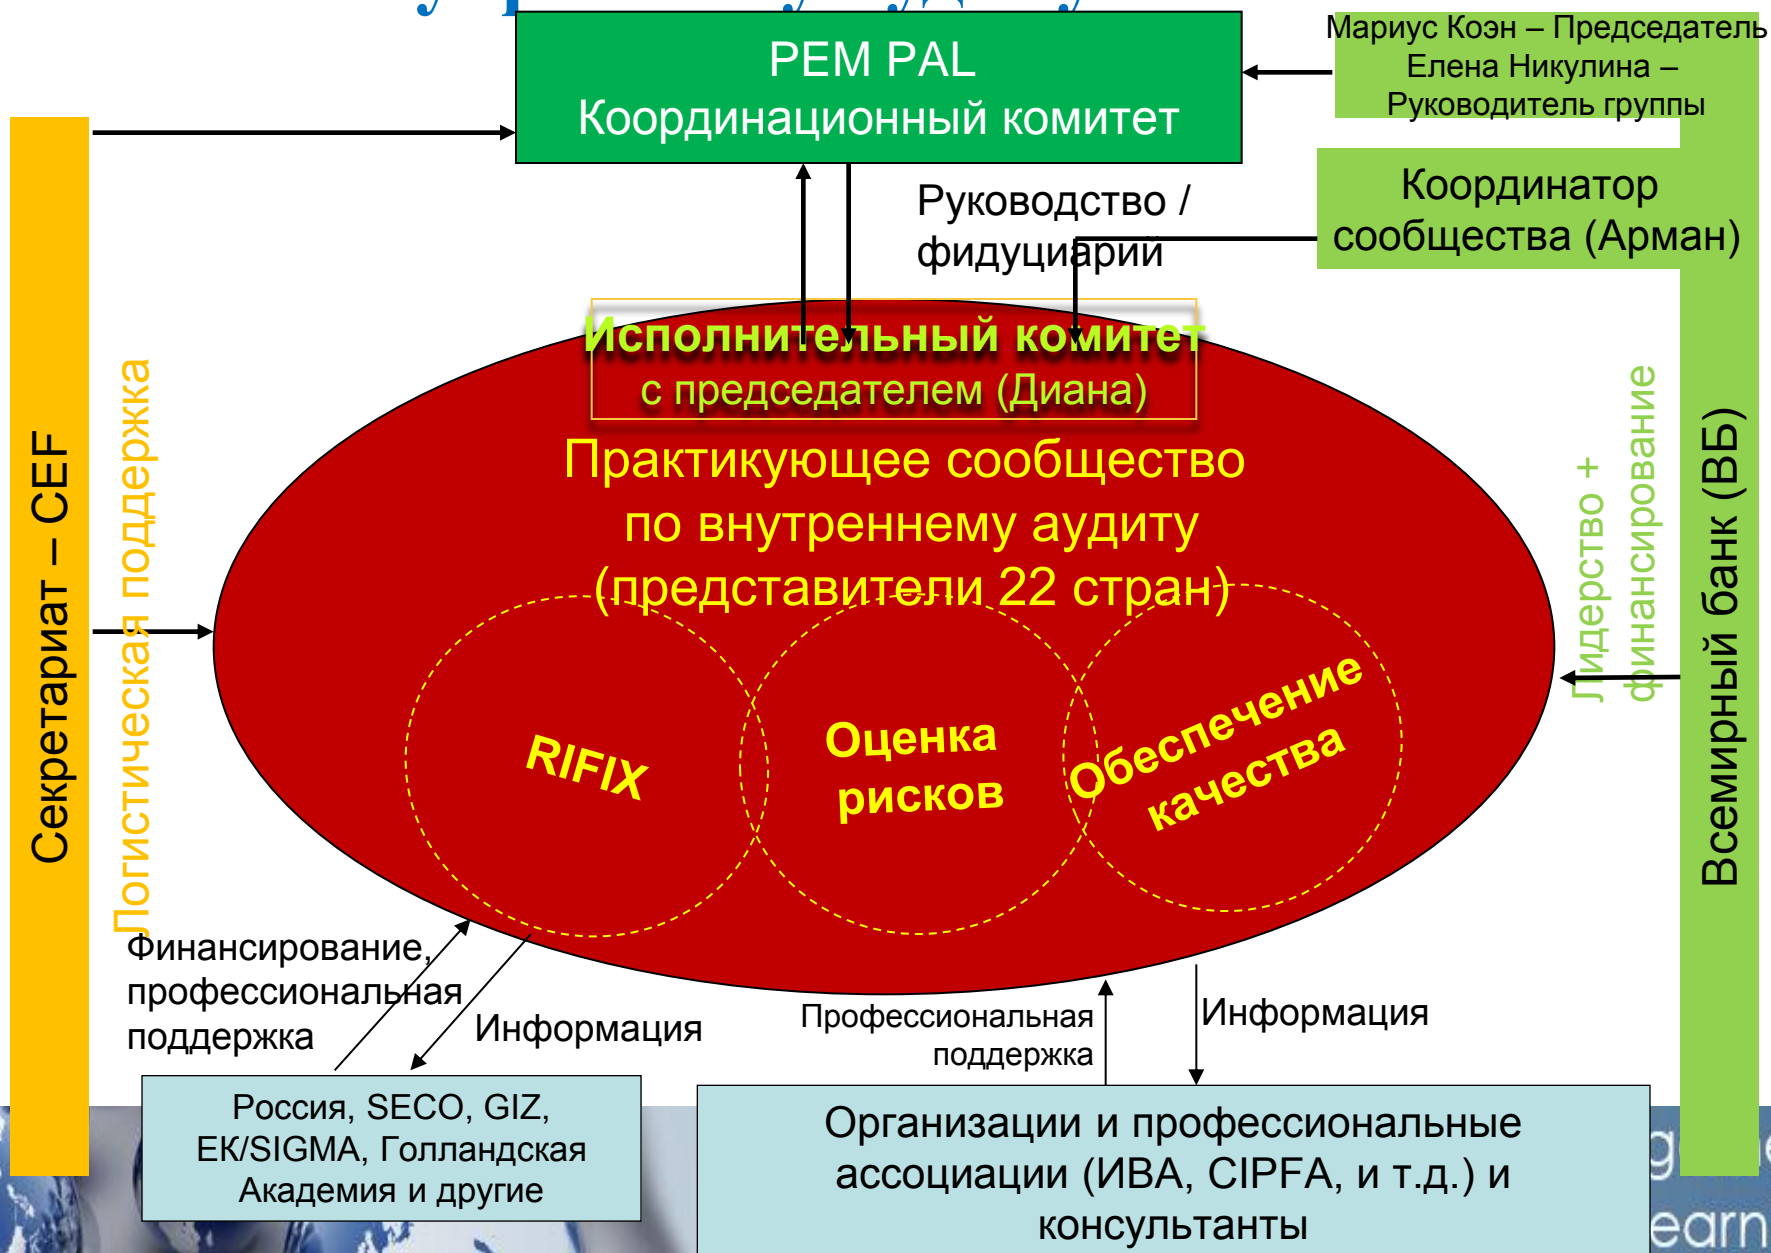 PEM PAL
Координационный комитет
Мариус Коэн – Председатель
Елена Никулина –
Руководитель группы
Координатор
сообщества (Арман)
Руководство /
фидуциарий
Исполнительный комитет
с председателем (Диана)
Практикующее сообщество
по внутреннему аудиту
(представители 22 стран)
RIFIX
Оценка
рисков
Обеспечение
качества
Секретариат – CEF
Логистическая поддержка
Лидерство +
финансирование
Всемирный банк (ВБ)
Финансирование,
профессиональная
поддержка
Информация
Профессиональная
поддержка
Информация
Россия, SECO, GIZ,
ЕК/SIGMA, Голландская
Академия и другие
Организации и профессиональные
ассоциации (ИВА, CIPFA, и т.д.) и
консультанты
earn